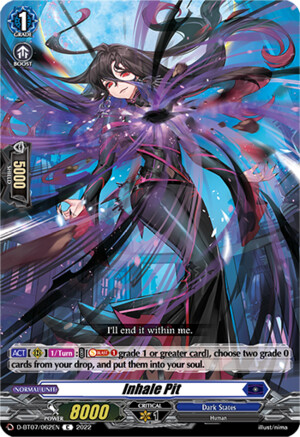 1
GRADE
BOOST
5000
SHIELD
I'll end it within me.
ACT 1/Turn 1 grade 1 or greater card], choose two grade 0
cards from your drop, and put them into your soul.
NORMAL UNIT
Inhale Pit
D-BT07/062EN C 2022
POWER 8000
CRITICAL 1
Dark States
Human
illust/nima